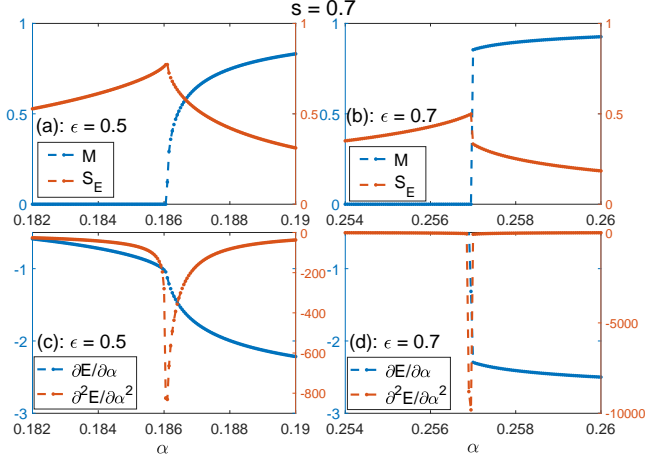 s = 0.7
1
1
1
1
0.5
0.5
0.5
0.5
(a): ϵ = 0.5
(b): ϵ = 0.7
M
S_E
M
S_E
0
0
0
0
0.182
0.184
0.186
0.188
0.19
0.254
0.256
0.258
0.26
0
0
-1
-200
-1
-2
-400
-2
-5000
(c): ϵ = 0.5
(d): ϵ = 0.7
-600
∂E/∂α
∂²E/∂α²
∂E/∂α
∂²E/∂α²
-800
-3
-3
-10000
0.182
0.184
0.186
0.188
0.19
0.254
0.256
0.258
0.26
α
α